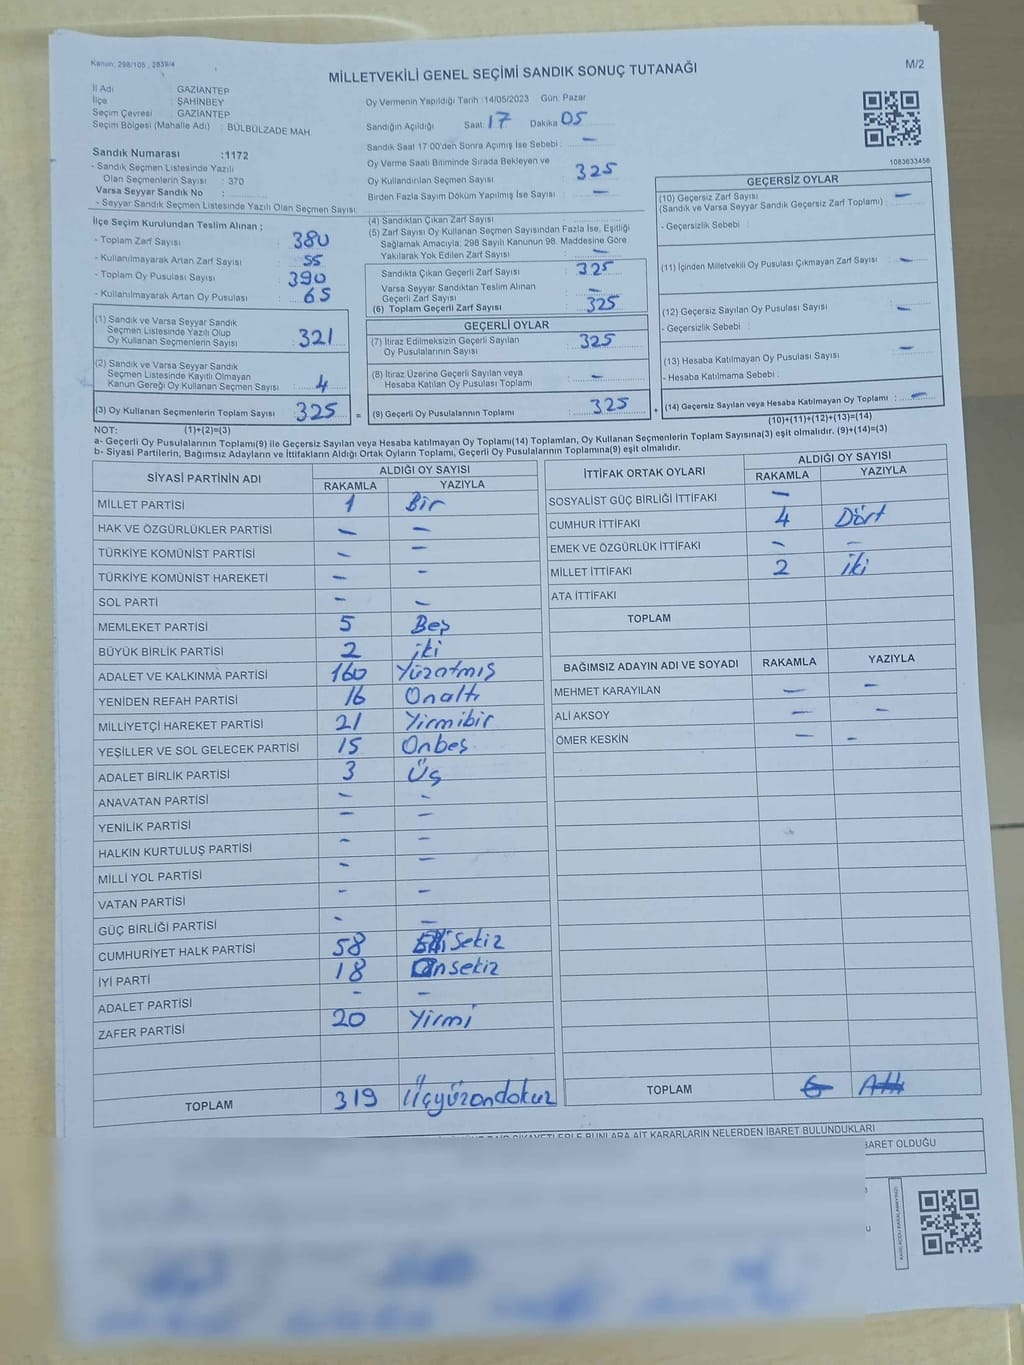 Kanun; 298/105 , 2839/4
MİLLETVEKİLİ GENEL SEÇİMİ SANDIK SONUÇ TUTANAĞI
M/2
İl Adı : GAZİANTEP
İlçe : ŞAHİNBEY
Seçim Çevresi : GAZİANTEP
Seçim Bölgesi (Mahalle Adı) : BÜLBÜLZADE MAH.
Sandık Numarası :1172
- Sandık Seçmen Listesinde Yazılı
Olan Seçmenlerin Sayısı : 370
Varsa Seyyar Sandık No :
- Seyyar Sandık Seçmen Listesinde Yazılı Olan Seçmen Sayısı:
Oy Vermenin Yapıldığı Tarih :14/05/2023 Gün: Pazar
Sandığın Açıldığı Saat: 17 Dakika 05
Sandık Saat 17:00'den Sonra Açımış İse Sebebi : -
Oy Verme Saati Bitiminde Sırada Bekleyen ve
Oy Kullandırılan Seçmen Sayısı : 325
Birden Fazla Sayım Döküm Yapılmış İse Sayısı : -
1083633456
İlçe Seçim Kurulundan Teslim Alınan ;
- Toplam Zarf Sayısı : 380
- Kullanılmayarak Artan Zarf Sayısı : 55
- Toplam Oy Pusulası Sayısı : 390
- Kullanılmayarak Artan Oy Pusulası : 65
(1) Sandık ve Varsa Seyyar Sandık
Seçmen Listesinde Yazılı Olup
Oy Kullanan Seçmenlerin Sayısı : 321
(2) Sandık ve Varsa Seyyar Sandık
Seçmen Listesinde Kayıtlı Olmayan
Kanun Gereği Oy Kullanan Seçmen Sayısı : 4
(3) Oy Kullanan Seçmenlerin Toplam Sayısı : 325
(4) Sandıktan Çıkan Zarf Sayısı :
(5) Zarf Sayısı Oy Kullanan Seçmen Sayısından Fazla İse, Eşitliği
Sağlamak Amacıyla; 298 Sayılı Kanunun 98. Maddesine Göre
Yakılarak Yok Edilen Zarf Sayısı : -
Sandıkta Çıkan Geçerli Zarf Sayısı : 325
Varsa Seyyar Sandıktan Teslim Alınan
Geçerli Zarf Sayısı : -
(6) Toplam Geçerli Zarf Sayısı : 325
GEÇERLİ OYLAR
(7) İtiraz Edilmeksizin Geçerli Sayılan
Oy Pusulalarının Sayısı : 325
(8) İtiraz Üzerine Geçerli Sayılan veya
Hesaba Katılan Oy Pusulası Toplamı : -
= (9) Geçerli Oy Pusulalarının Toplamı : 325
GEÇERSİZ OYLAR
(10) Geçersiz Zarf Sayısı -
(Sandık ve Varsa Seyyar Sandık Geçersiz Zarf Toplamı) :
- Geçersizlik Sebebi :
(11) İçinden Milletvekili Oy Pusulası Çıkmayan Zarf Sayısı : -
(12) Geçersiz Sayılan Oy Pusulası Sayısı : -
- Geçersizlik Sebebi :
(13) Hesaba Katılmayan Oy Pusulası Sayısı : -
- Hesaba Katılmama Sebebi :
+ (14) Geçersiz Sayılan veya Hesaba Katılmayan Oy Toplamı : -
(10)+(11)+(12)+(13)=(14)
NOT: (1)+(2)=(3)
a- Geçerli Oy Pusulalarının Toplamı(9) ile Geçersiz Sayılan veya Hesaba katılmayan Oy Toplamı(14) Toplamları, Oy Kullanan Seçmenlerin Toplam Sayısına(3) eşit olmalıdır. (9)+(14)=(3)
b- Siyasi Partilerin, Bağımsız Adayların ve İttifakların Aldığı Ortak Oyların Toplamı, Geçerli Oy Pusulalarının Toplamına(9) eşit olmalıdır.
SİYASİ PARTİNİN ADI ALDIĞI OY SAYISI
RAKAMLA YAZIYLA
MİLLET PARTİSİ 1 Bir
HAK VE ÖZGÜRLÜKLER PARTİSİ - -
TÜRKİYE KOMÜNİST PARTİSİ - -
TÜRKİYE KOMÜNİST HAREKETİ - -
SOL PARTİ - -
MEMLEKET PARTİSİ 5 Beş
BÜYÜK BİRLİK PARTİSİ 2 iki
ADALET VE KALKINMA PARTİSİ 160 Yüzatmış
YENİDEN REFAH PARTİSİ 16 Onaltı
MİLLİYETÇİ HAREKET PARTİSİ 21 Yirmibir
YEŞİLLER VE SOL GELECEK PARTİSİ 15 Onbeş
ADALET BİRLİK PARTİSİ 3 Üç
ANAVATAN PARTİSİ - -
YENİLİK PARTİSİ - -
HALKIN KURTULUŞ PARTİSİ - -
MİLLİ YOL PARTİSİ - -
VATAN PARTİSİ - -
GÜÇ BİRLİĞİ PARTİSİ - -
CUMHURİYET HALK PARTİSİ 58 Ellisekiz
İYİ PARTİ 18 Onsekiz
ADALET PARTİSİ - -
ZAFER PARTİSİ 20 Yirmi
TOPLAM 319 Üçyüzondokuz
İTTİFAK ORTAK OYLARI ALDIĞI OY SAYISI
RAKAMLA YAZIYLA
SOSYALİST GÜÇ BİRLİĞİ İTTİFAKI -
CUMHUR İTTİFAKI 4 Dört
EMEK VE ÖZGÜRLÜK İTTİFAKI - -
MİLLET İTTİFAKI 2 iki
ATA İTTİFAKI
TOPLAM
BAĞIMSIZ ADAYIN ADI VE SOYADI RAKAMLA YAZIYLA
MEHMET KARAYILAN - -
ALİ AKSOY - -
ÖMER KESKİN - -
TOPLAM 6 Altı
BUNLARA AİT KARARLARIN NELERDEN İBARET BULUNDUKLARI
BARET OLDUĞU